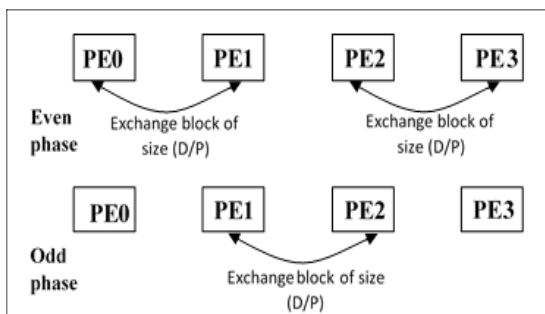 PE0 PE1 PE2 PE3
Even
phase
Exchange block of
size (D/P)
Exchange block of
size (D/P)
PE0 PE1 PE2 PE3
Odd
phase
Exchange block of size
(D/P)